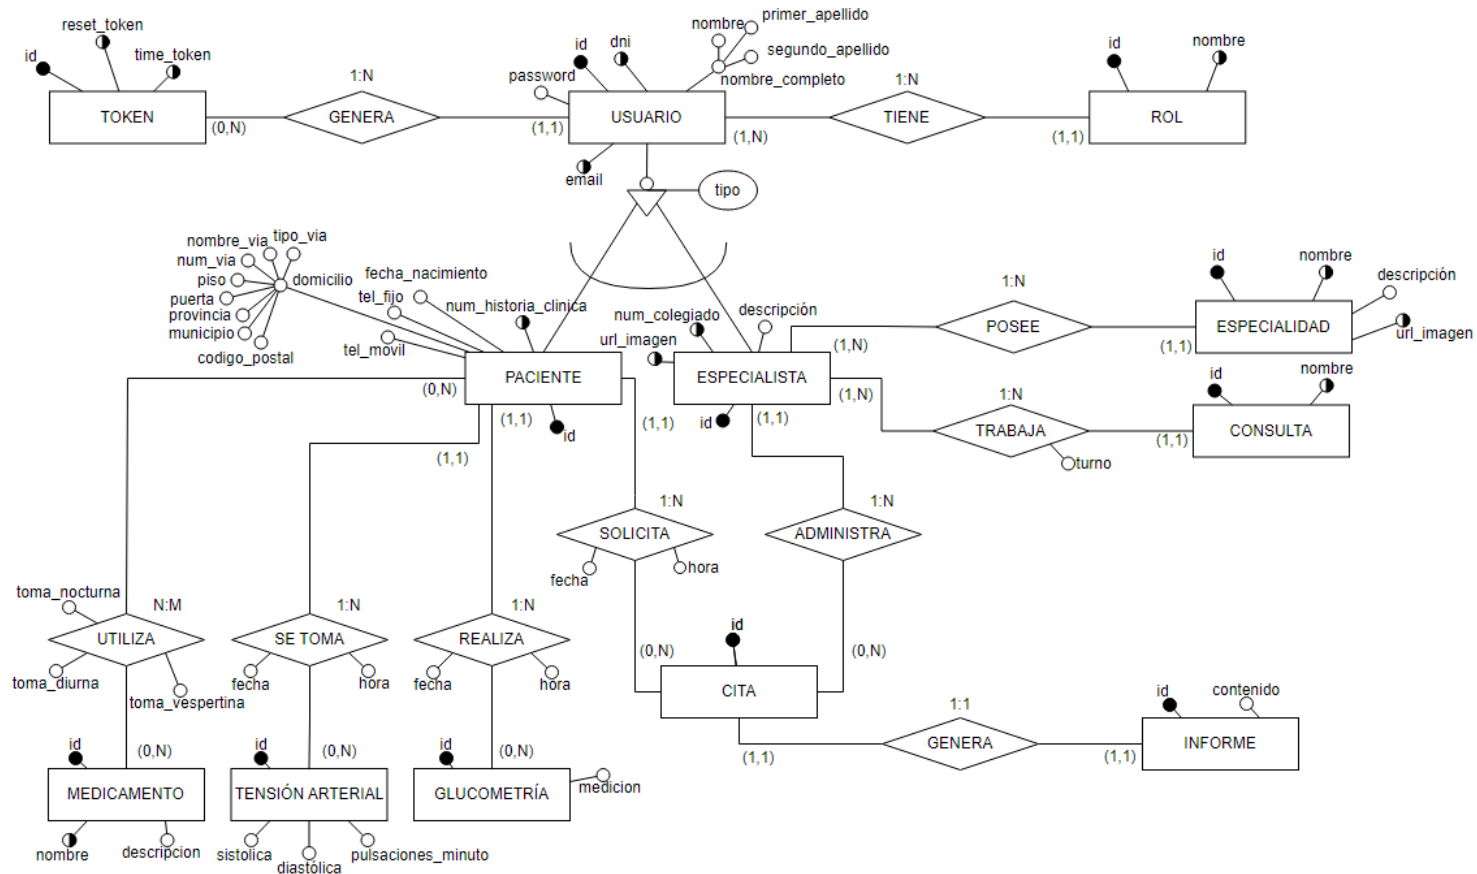 reset_token
id
time_token
TOKEN
(0,N)
1:N
GENERA
(1,1)
password
id
dni
nombre
primer_apellido
segundo_apellido
nombre_completo
USUARIO
email
(1,N)
1:N
TIENE
(1,1)
id
nombre
ROL
tipo
nombre_via
tipo_via
num_via
piso
puerta
provincia
municipio
codigo_postal
domicilio
fecha_nacimiento
tel_fijo
num_historia_clinica
tel_movil
PACIENTE
id
(0,N)
(1,1)
(1,1)
(1,1)
num_colegiado
descripción
url_imagen
ESPECIALISTA
id
(1,1)
(1,N)
(1,N)
1:N
POSEE
(1,1)
id
nombre
descripción
ESPECIALIDAD
url_imagen
1:N
TRABAJA
turno
(1,1)
id
nombre
CONSULTA
1:N
SOLICITA
fecha
hora
(0,N)
1:N
ADMINISTRA
(0,N)
id
CITA
(1,1)
1:1
GENERA
(1,1)
id
contenido
INFORME
toma_nocturna
N:M
UTILIZA
toma_diurna
toma_vespertina
(0,N)
id
MEDICAMENTO
nombre
descripcion
1:N
SE TOMA
fecha
hora
(0,N)
id
TENSIÓN ARTERIAL
sistolica
diastólica
pulsaciones_minuto
1:N
REALIZA
fecha
hora
(0,N)
id
GLUCOMETRÍA
medicion